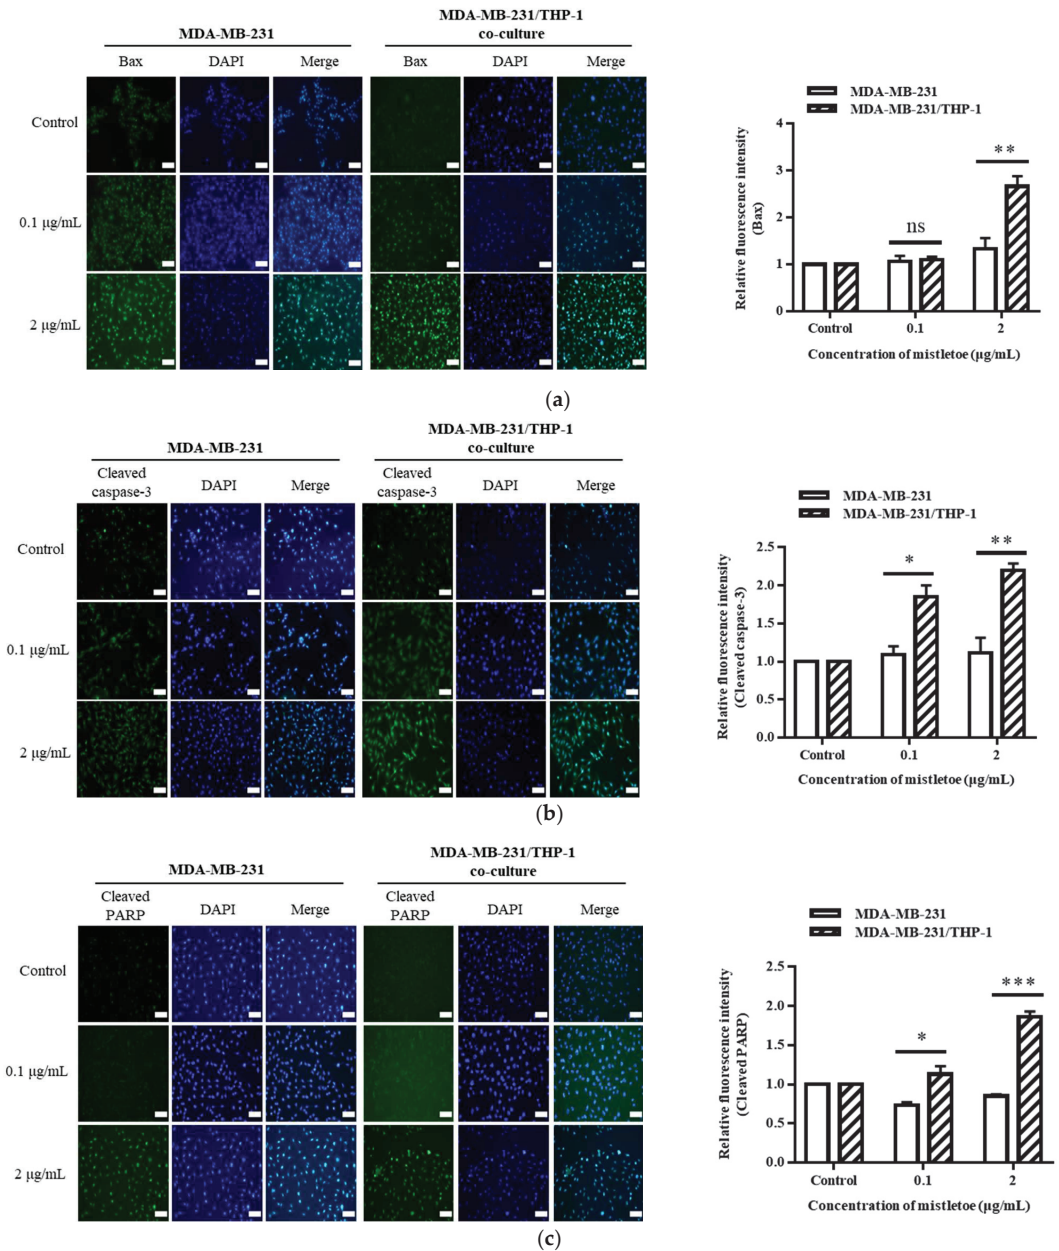 MDA-MB-231
MDA-MB-231/THP-1
co-culture
Bax DAPI Merge Bax DAPI Merge
Control
0.1 μg/mL
2 μg/mL
MDA-MB-231
MDA-MB-231/THP-1
Relative fluorescence intensity
(Bax)
4
3
2
1
0
ns
**
Control 0.1 2
Concentration of mistletoe (μg/mL)
(a)
MDA-MB-231
MDA-MB-231/THP-1
co-culture
Cleaved
caspase-3 DAPI Merge
Cleaved
caspase-3 DAPI Merge
Control
0.1 μg/mL
2 μg/mL
MDA-MB-231
MDA-MB-231/THP-1
Relative fluorescence intensity
(Cleaved caspase-3)
2.5
2.0
1.5
1.0
0.5
0.0
*
**
Control 0.1 2
Concentration of mistletoe (μg/mL)
(b)
MDA-MB-231
MDA-MB-231/THP-1
co-culture
Cleaved
PARP DAPI Merge
Cleaved
PARP DAPI Merge
Control
0.1 μg/mL
2 μg/mL
MDA-MB-231
MDA-MB-231/THP-1
Relative fluorescence intensity
(Cleaved PARP)
2.5
2.0
1.5
1.0
0.5
0.0
*
***
Control 0.1 2
Concentration of mistletoe (μg/mL)
(c)